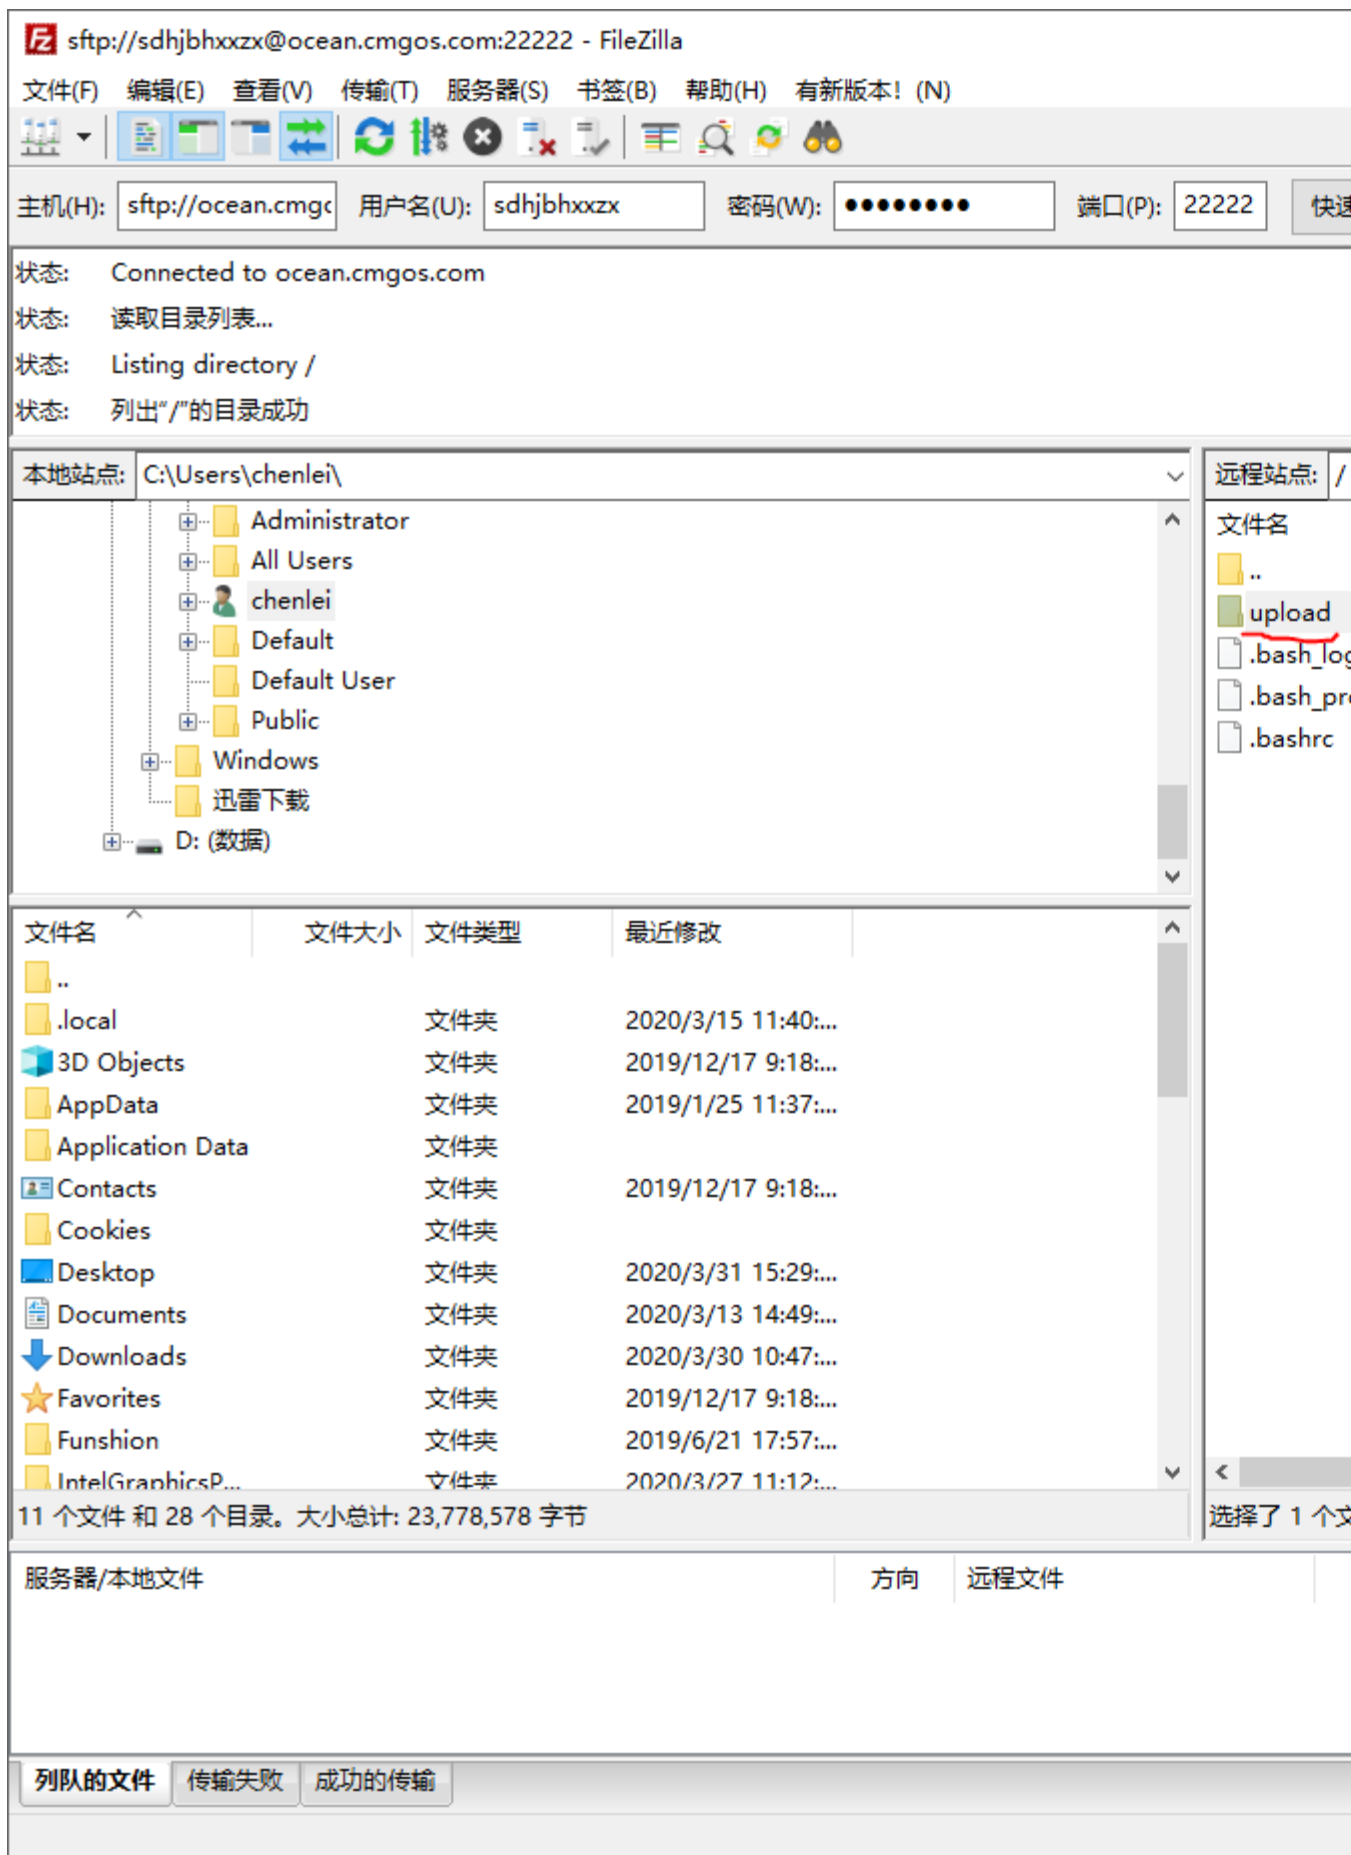 sftp://sdhjbhxxzx@ocean.cmgos.com:22222 - FileZilla
文件(F) 编辑(E) 查看(V) 传输(T) 服务器(S) 书签(B) 帮助(H) 有新版本！(N)
主机(H): sftp://ocean.cmgc 用户名(U): sdhjbhxxzx 密码(W): ●●●●●●●● 端口(P): 22222 快速
状态: Connected to ocean.cmgos.com
状态: 读取目录列表...
状态: Listing directory /
状态: 列出“/”的目录成功
本地站点: C:\Users\chenlei\
Administrator
All Users
chenlei
Default
Default User
Public
Windows
迅雷下载
D: (数据)
文件名 文件大小 文件类型 最近修改
..
.local 文件夹 2020/3/15 11:40:...
3D Objects 文件夹 2019/12/17 9:18:...
AppData 文件夹 2019/1/25 11:37:...
Application Data 文件夹
Contacts 文件夹 2019/12/17 9:18:...
Cookies 文件夹
Desktop 文件夹 2020/3/31 15:29:...
Documents 文件夹 2020/3/13 14:49:...
Downloads 文件夹 2020/3/30 10:47:...
Favorites 文件夹 2019/12/17 9:18:...
Funshion 文件夹 2019/6/21 17:57:...
IntelGraphicsP... 文件夹 2020/3/27 11:12:...
11 个文件 和 28 个目录。大小总计: 23,778,578 字节
远程站点: /
文件名
..
upload
.bash_log
.bash_pro
.bashrc
选择了 1 个文
服务器/本地文件 方向 远程文件
列队的文件 传输失败 成功的传输